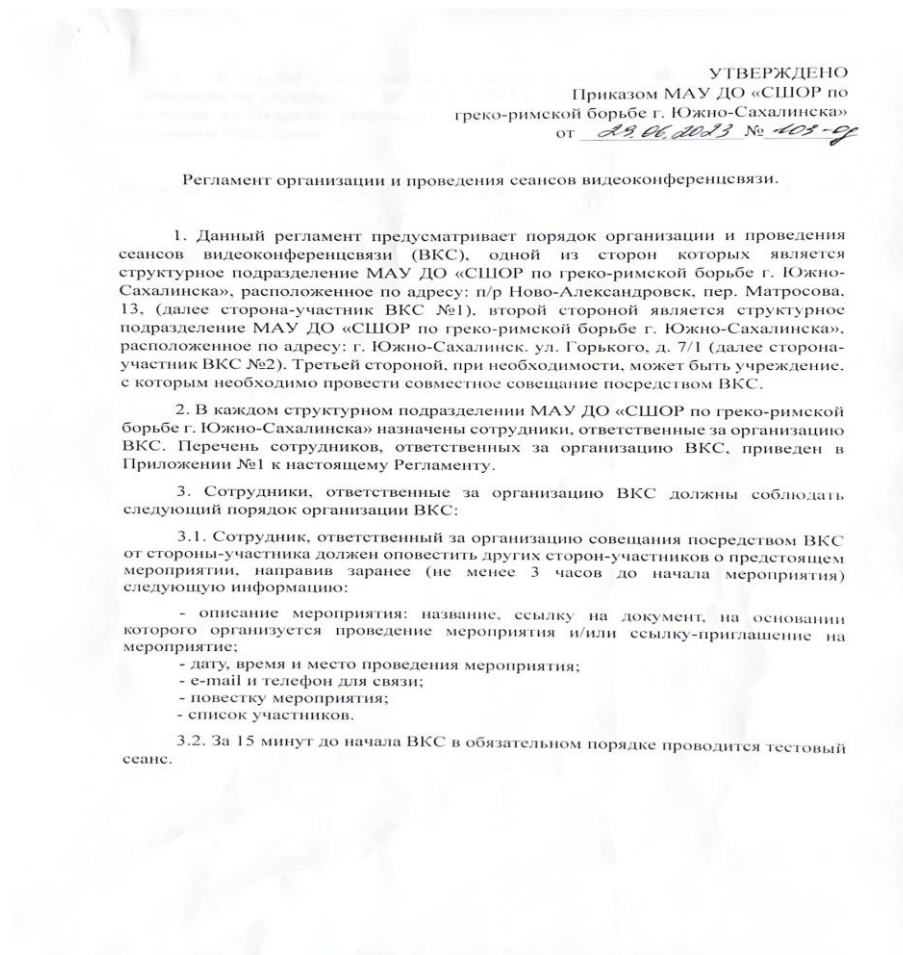 УТВЕРЖДЕНО
Приказом МАУ ДО «СШОР по
греко-римской борьбе г. Южно-Сахалинска»
от 29.06.2023 № 103-од
Регламент организации и проведения сеансов видеоконференцсвязи.
1. Данный регламент предусматривает порядок организации и проведения
сеансов видеоконференцсвязи (ВКС), одной из сторон которых является
структурное подразделение МАУ ДО «СШОР по греко-римской борьбе г. Южно-
Сахалинска», расположенное по адресу: п/р Ново-Александровск, пер. Матросова,
13, (далее сторона-участник ВКС №1), второй стороной является структурное
подразделение МАУ ДО «СШОР по греко-римской борьбе г. Южно-Сахалинска»,
расположенное по адресу: г. Южно-Сахалинск. ул. Горького, д. 7/1 (далее сторона-
участник ВКС №2). Третьей стороной, при необходимости, может быть учреждение,
с которым необходимо провести совместное совещание посредством ВКС.
2. В каждом структурном подразделении МАУ ДО «СШОР по греко-римской
борьбе г. Южно-Сахалинска» назначены сотрудники, ответственные за организацию
ВКС. Перечень сотрудников, ответственных за организацию ВКС, приведен в
Приложении №1 к настоящему Регламенту.
3. Сотрудники, ответственные за организацию ВКС должны соблюдать
следующий порядок организации ВКС:
3.1. Сотрудник, ответственный за организацию совещания посредством ВКС
от стороны-участника должен оповестить других сторон-участников о предстоящем
мероприятии, направив заранее (не менее 3 часов до начала мероприятия)
следующую информацию:
- описание мероприятия: название, ссылку на документ, на основании
которого организуется проведение мероприятия и/или ссылку-приглашение на
мероприятие;
- дату, время и место проведения мероприятия;
- e-mail и телефон для связи;
- повестку мероприятия;
- список участников.
3.2. За 15 минут до начала ВКС в обязательном порядке проводится тестовый
сеанс.